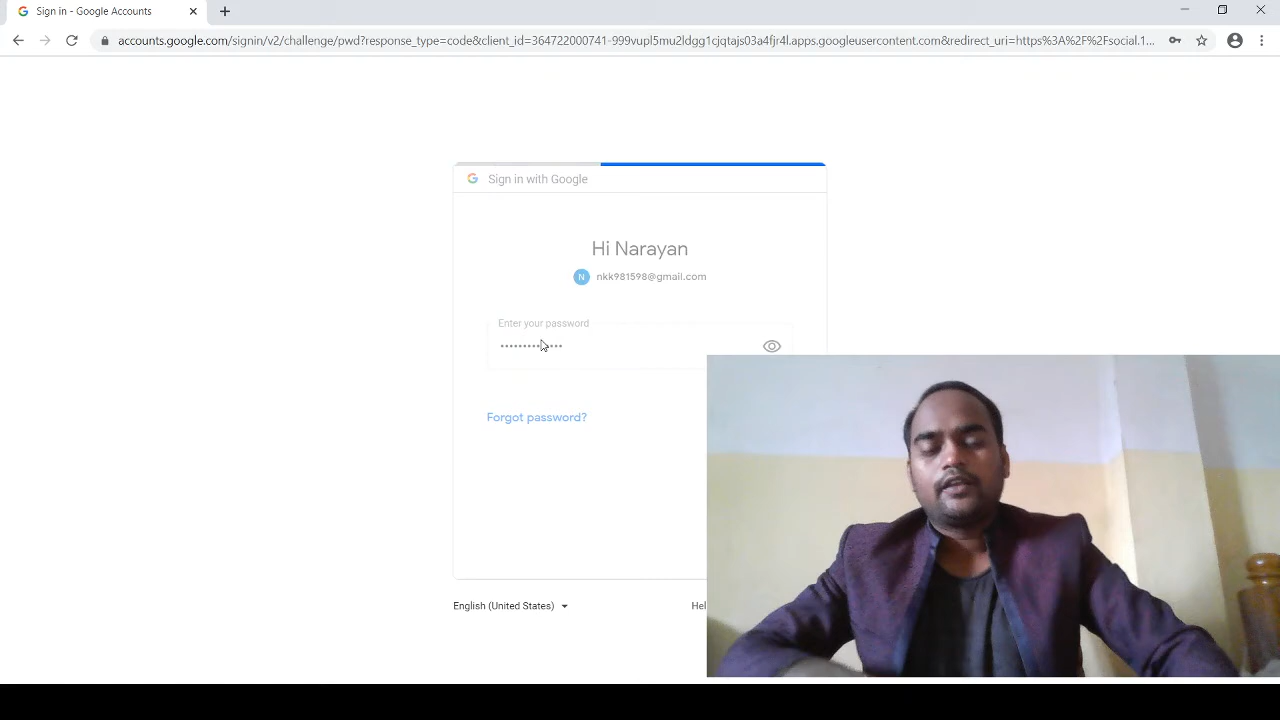 Sign in - Google Accounts
accounts.google.com/signin/v2/challenge/pwd?response_type=code&client_id=364722000741-999vupl5mu2ldgg1cjqtajs03a4fjr4l.apps.googleusercontent.com&redirect_uri=https%3A%2F%2Fsocial.1...
Sign in with Google
Hi Narayan
N nkk981598@gmail.com
Enter your password
Forgot password?
English (United States)
Hel